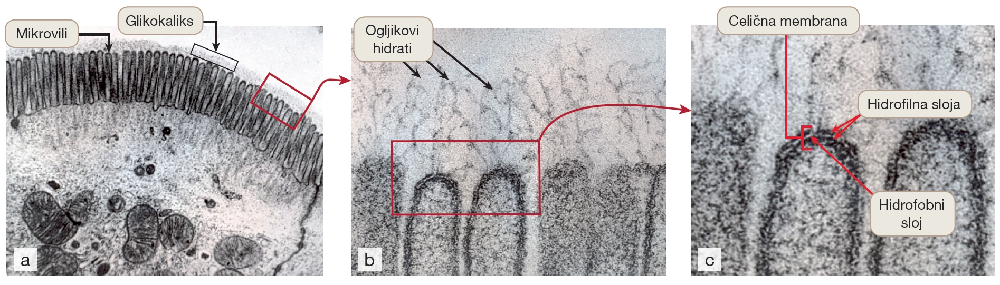 Mikrovili
Glikokaliks
a
Ogljikovi
hidrati
b
Celična membrana
Hidrofilna sloja
Hidrofobni
sloj
c